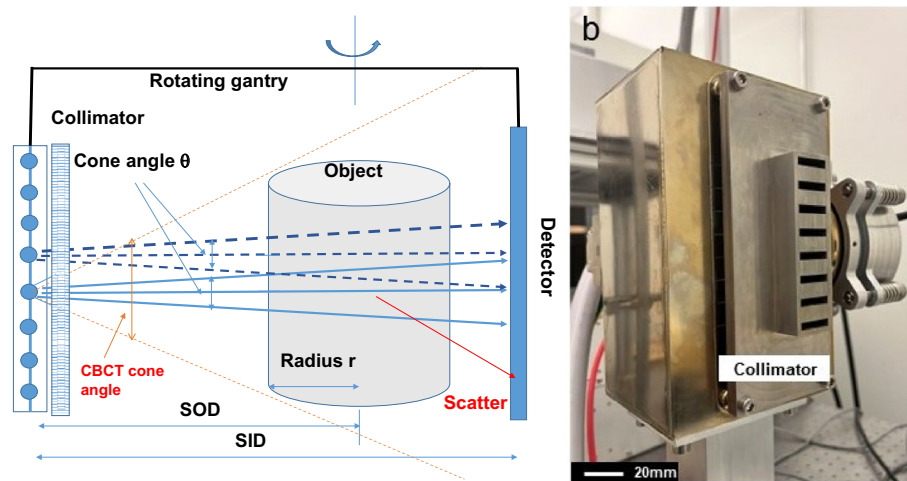 Rotating gantry
Collimator
Cone angle θ
Object
Detector
CBCT cone
angle
Radius r
Scatter
SOD
SID
b
Collimator
20mm